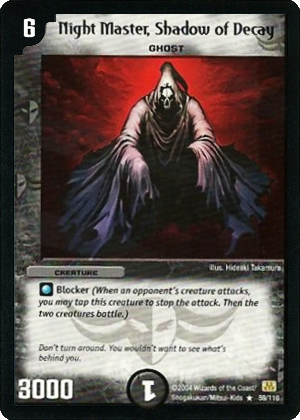 6 Night Master, Shadow of Decay
GHOST
Illus. Hideaki Takamura
CREATURE
Blocker (When an opponent's creature attacks,
you may tap this creature to stop the attack. Then the
two creatures battle.)
Don't turn around. You wouldn't want to see what's
behind you.
3000
1
©2004 Wizards of the Coast/
Shogakukan/Mitsui-Kids ★ /110